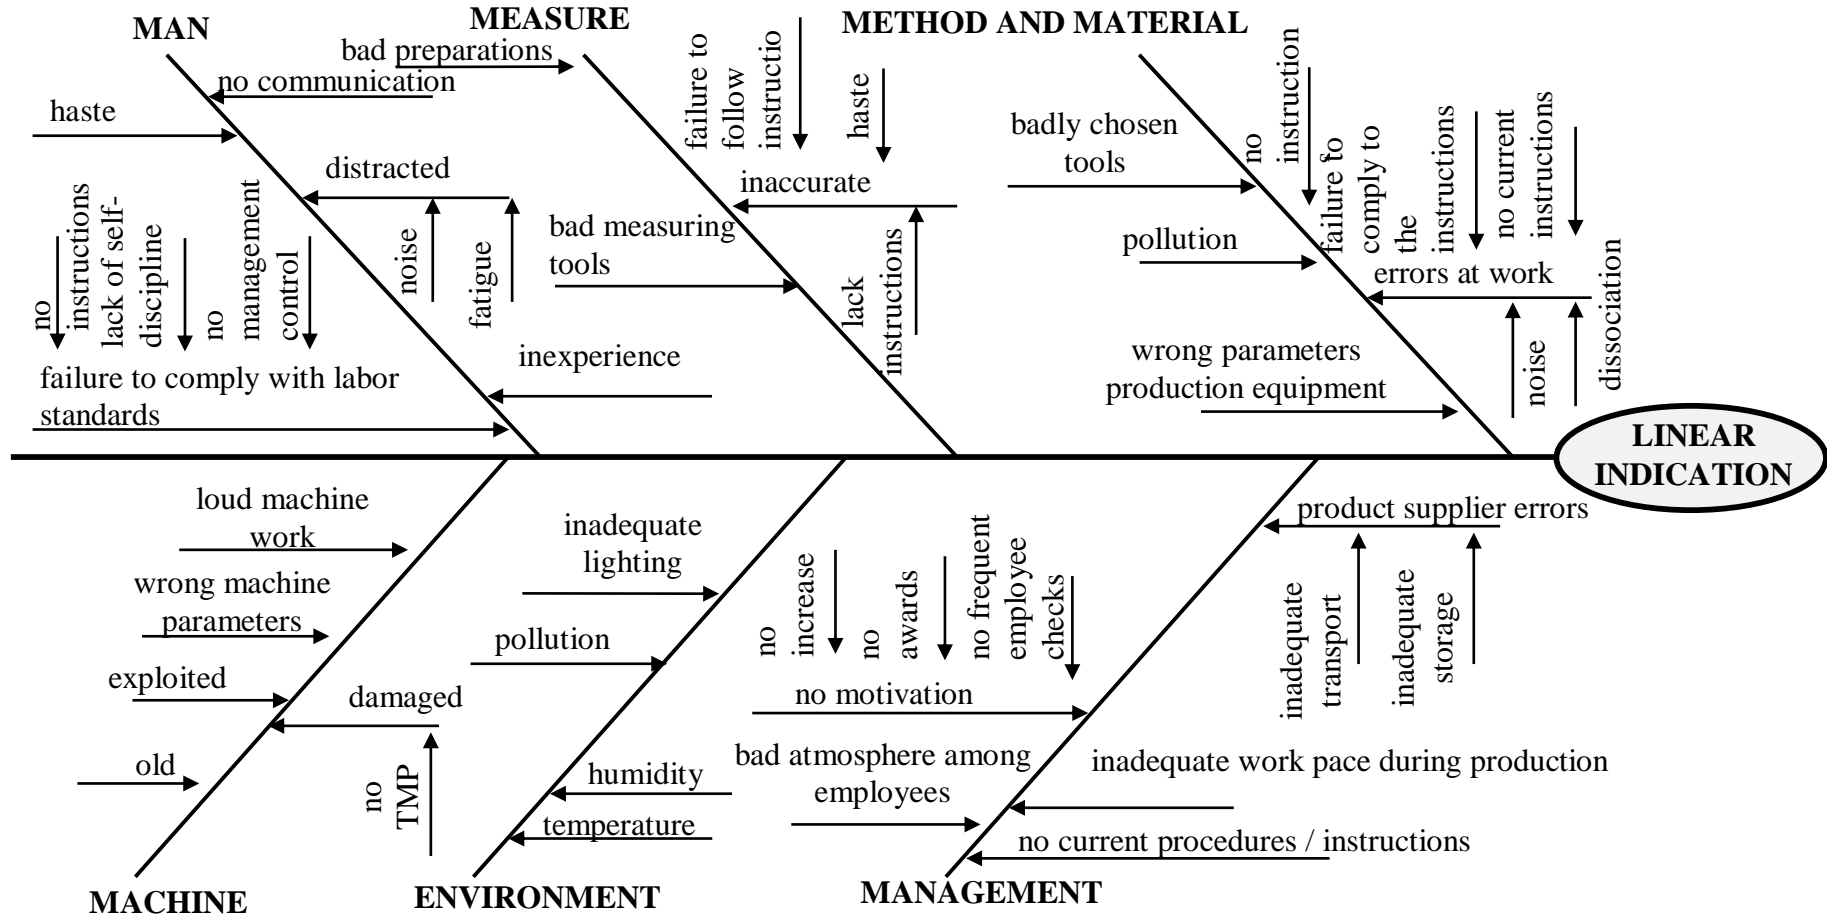 MAN
MEASURE
METHOD AND MATERIAL
bad preparations
no communication
haste
distracted
noise
fatigue
no
instructions
lack of self-
discipline
no
management
control
failure to comply with labor
standards
inexperience
failure to
follow
instructio
haste
inaccurate
bad measuring
tools
lack
instructions
badly chosen
tools
no
instruction
pollution
failure to
comply to
the
instructions
no current
instructions
errors at work
noise
dissociation
wrong parameters
production equipment
LINEAR
INDICATION
loud machine
work
wrong machine
parameters
exploited
damaged
old
no
TMP
MACHINE
inadequate
lighting
pollution
humidity
temperature
ENVIRONMENT
no
increase
no
awards
no frequent
employee
checks
no motivation
bad atmosphere among
employees
product supplier errors
inadequate
transport
inadequate
storage
inadequate work pace during production
no current procedures / instructions
MANAGEMENT